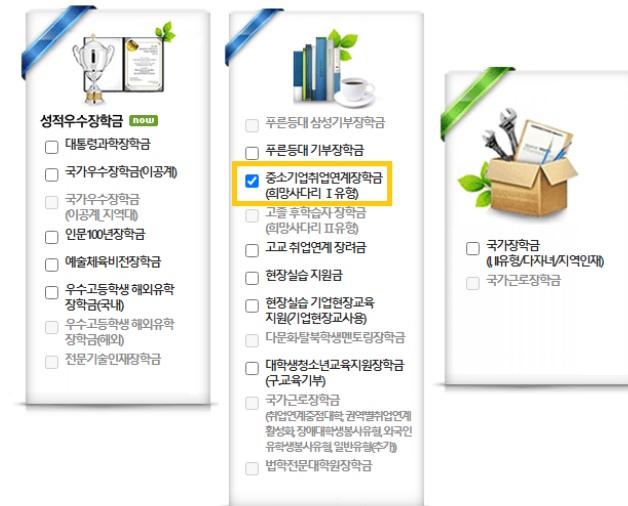 성적우수장학금 now
대통령과학장학금
국가우수장학금(이공계)
국가우수장학금
(이공계_지역대)
인문100년장학금
예술체육비전장학금
우수고등학생 해외유학
장학금(국내)
우수고등학생 해외유학
장학금(해외)
전문기술인재장학금
푸른등대 삼성기부장학금
푸른등대 기부장학금
중소기업취업연계장학금
(희망사다리 Ⅰ유형)
고졸 후학습자 장학금
(희망사다리 Ⅱ유형)
고교 취업연계 장려금
현장실습 지원금
현장실습 기업현장교육
지원(기업현장교사용)
다문화·탈북학생멘토링장학금
대학생청소년교육지원장학금
(구.교육기부)
국가근로장학금
(취업연계중점대학, 권역별취업연계
활성화, 장애대학생봉사유형, 외국인
유학생봉사유형, 일반유형(추가))
법학전문대학원장학금
국가장학금
(I, II유형/다자녀/지역인재)
국가근로장학금